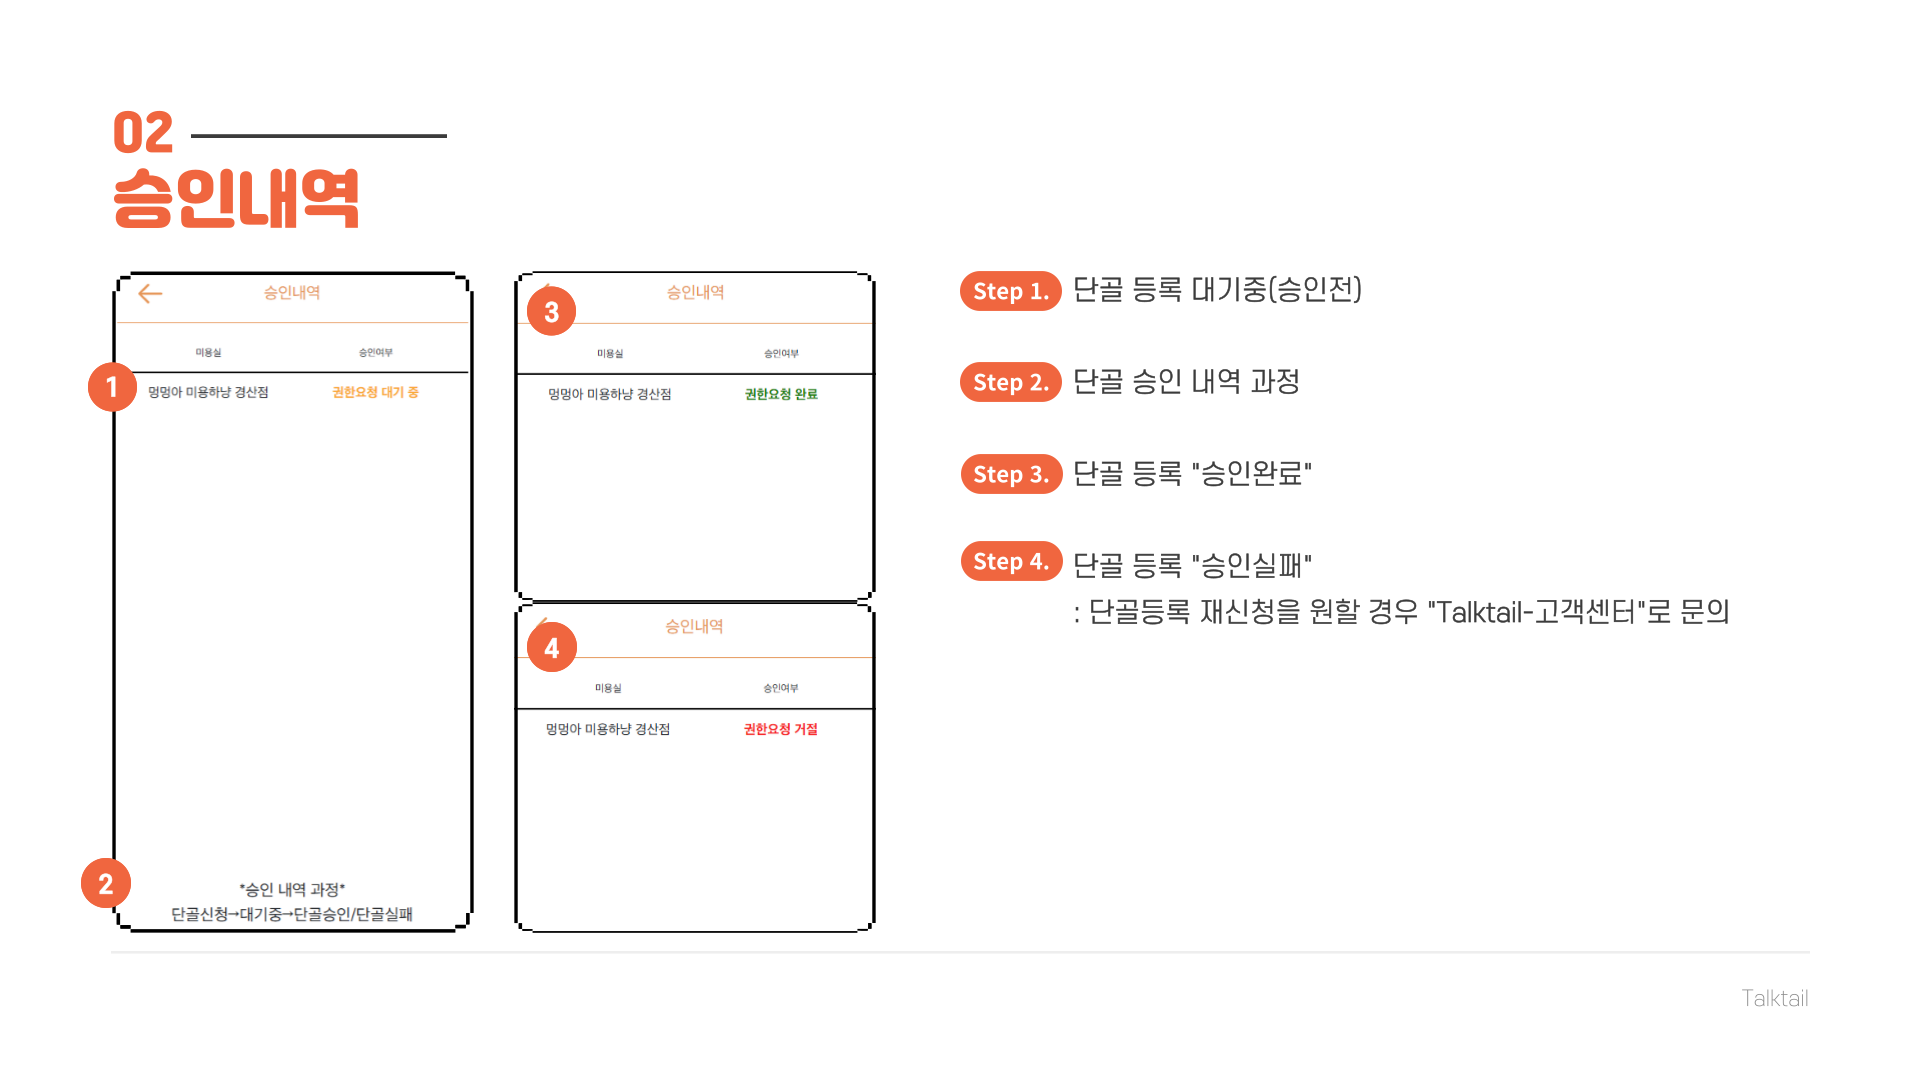 02
승인내역
승인내역
미용실 승인여부
1
멍멍아 미용하냥 경산점 권한요청 대기 중
2
*승인 내역 과정*
단골신청→대기중→단골승인/단골실패
승인내역
3
미용실 승인여부
멍멍아 미용하냥 경산점 권한요청 완료
승인내역
4
미용실 승인여부
멍멍아 미용하냥 경산점 권한요청 거절
Step 1. 단골 등록 대기중(승인전)
Step 2. 단골 승인 내역 과정
Step 3. 단골 등록 "승인완료"
Step 4. 단골 등록 "승인실패"
: 단골등록 재신청을 원할 경우 "Talktail-고객센터"로 문의
Talktail